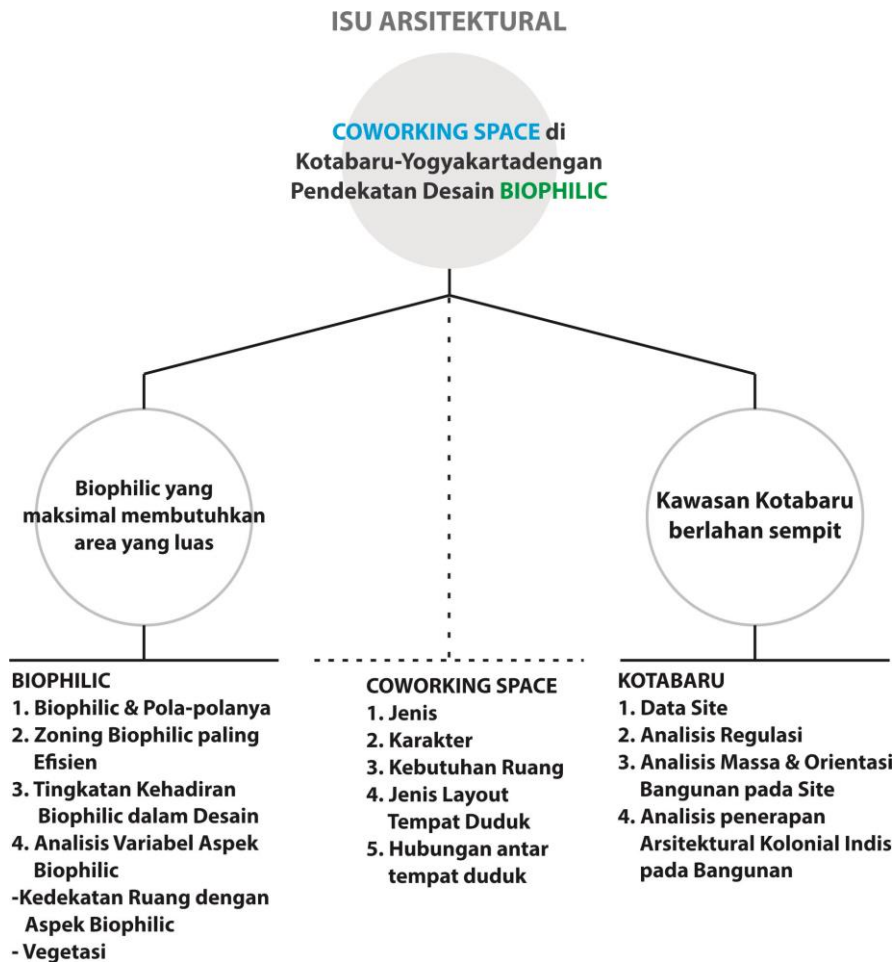 ISU ARSITEKTURAL
COWORKING SPACE di
Kotabaru-Yogyakartadengan
Pendekatan Desain BIOPHILIC
Biophilic yang
maksimal membutuhkan
area yang luas
Kawasan Kotabaru
berlahan sempit
BIOPHILIC
1. Biophilic & Pola-polanya
2. Zoning Biophilic paling
Efisien
3. Tingkatan Kehadiran
Biophilic dalam Desain
4. Analisis Variabel Aspek
Biophilic
-Kedekatan Ruang dengan
Aspek Biophilic
- Vegetasi
COWORKING SPACE
1. Jenis
2. Karakter
3. Kebutuhan Ruang
4. Jenis Layout
Tempat Duduk
5. Hubungan antar
tempat duduk
KOTABARU
1. Data Site
2. Analisis Regulasi
3. Analisis Massa & Orientasi
Bangunan pada Site
4. Analisis penerapan
Arsitektural Kolonial Indis
pada Bangunan